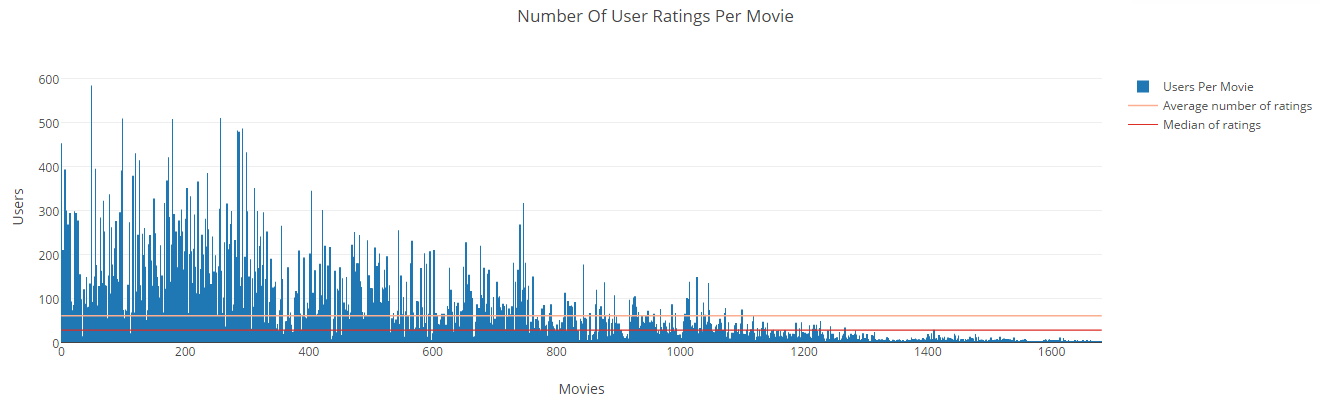 Number Of User Ratings Per Movie
Users Per Movie
Average number of ratings
Median of ratings
Users
600
500
400
300
200
100
0
0 200 400 600 800 1000 1200 1400 1600
Movies